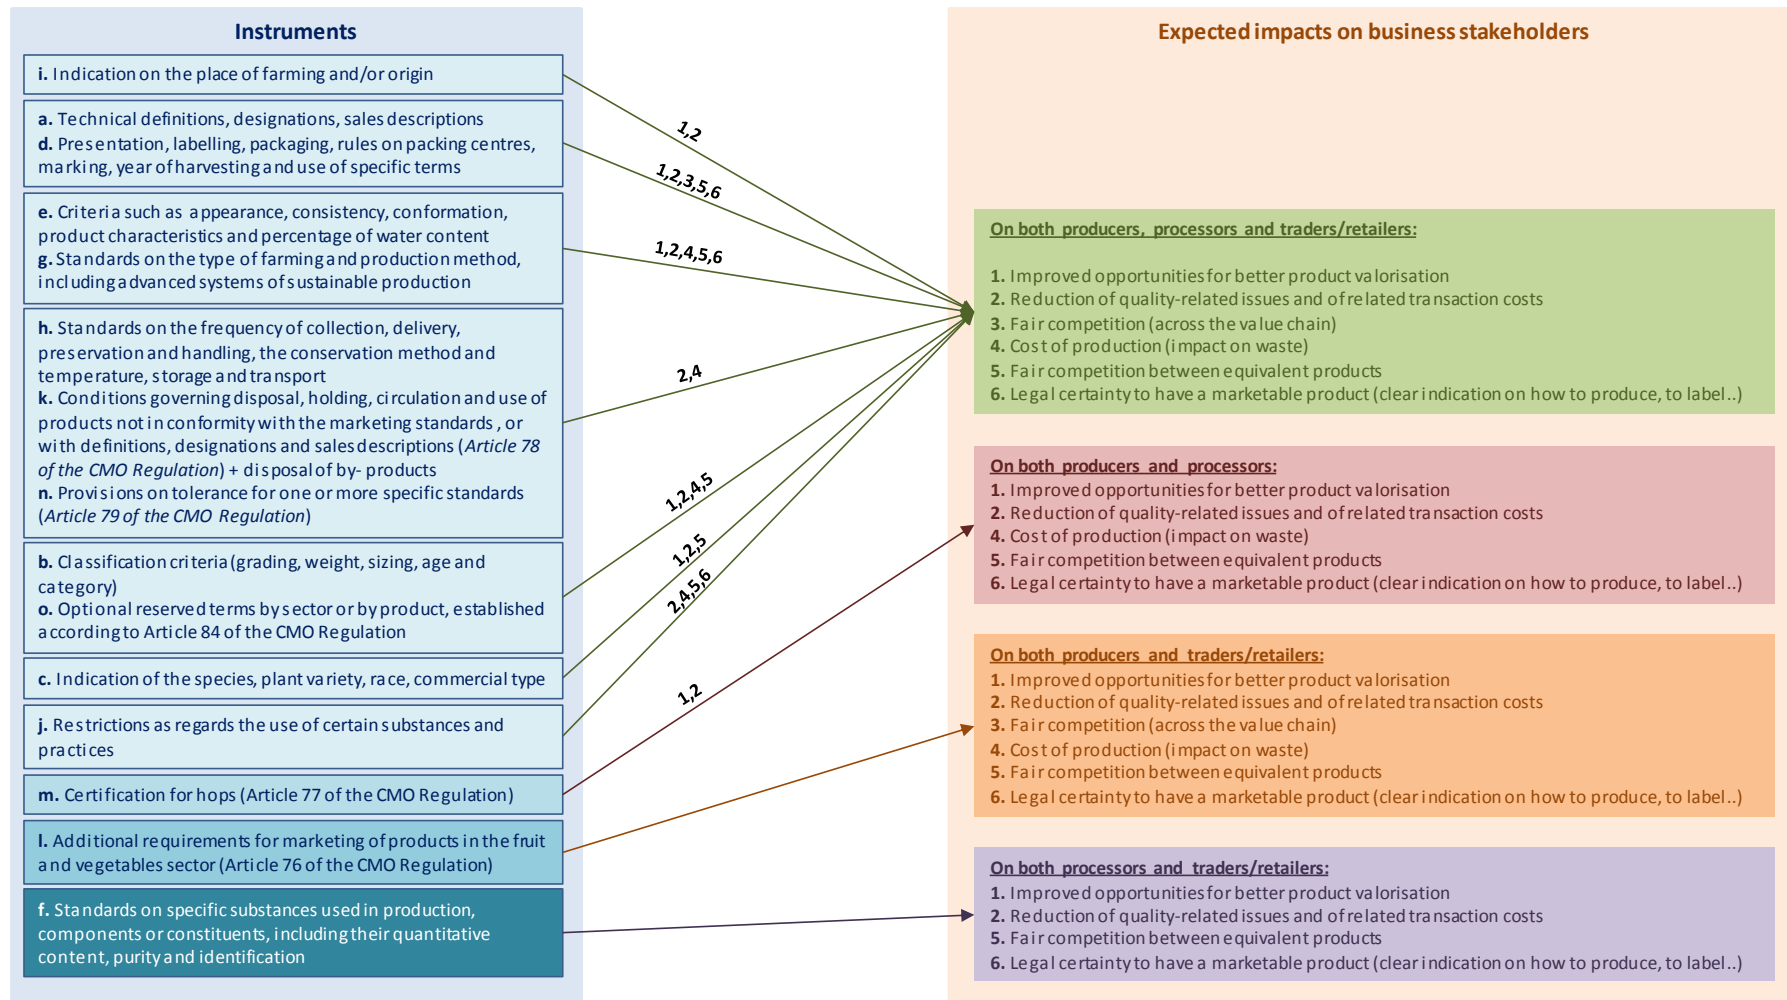 Instruments
i. Indication on the place of farming and/or origin
a. Technical definitions, designations, sales descriptions
d. Presentation, labelling, packaging, rules on packing centres,
marking, year of harvesting and use of specific terms
e. Criteria such as appearance, consistency, conformation,
product characteristics and percentage of water content
g. Standards on the type of farming and production method,
including advanced systems of sustainable production
h. Standards on the frequency of collection, delivery,
preservation and handling, the conservation method and
temperature, storage and transport
k. Conditions governing disposal, holding, circulation and use of
products not in conformity with the marketing standards , or
with definitions, designations and sales descriptions (Article 78
of the CMO Regulation) + disposal of by- products
n. Provisions on tolerance for one or more specific standards
(Article 79 of the CMO Regulation)
b. Classification criteria (grading, weight, sizing, age and
category)
o. Optional reserved terms by sector or by product, established
according to Article 84 of the CMO Regulation
c. Indication of the species, plant variety, race, commercial type
j. Restrictions as regards the use of certain substances and
practices
m. Certification for hops (Article 77 of the CMO Regulation)
l. Additional requirements for marketing of products in the fruit
and vegetables sector (Article 76 of the CMO Regulation)
f. Standards on specific substances used in production,
components or constituents, including their quantitative
content, purity and identification
1,2
1,2,3,5,6
1,2,4,5,6
2,4
1,2,4,5
1,2,5
2,4,5,6
1,2
Expected impacts on business stakeholders
On both producers, processors and traders/retailers:
1. Improved opportunities for better product valorisation
2. Reduction of quality-related issues and of related transaction costs
3. Fair competition (across the value chain)
4. Cost of production (impact on waste)
5. Fair competition between equivalent products
6. Legal certainty to have a marketable product (clear indication on how to produce, to label..)
On both producers and processors:
1. Improved opportunities for better product valorisation
2. Reduction of quality-related issues and of related transaction costs
4. Cost of production (impact on waste)
5. Fair competition between equivalent products
6. Legal certainty to have a marketable product (clear indication on how to produce, to label..)
On both producers and traders/retailers:
1. Improved opportunities for better product valorisation
2. Reduction of quality-related issues and of related transaction costs
3. Fair competition (across the value chain)
4. Cost of production (impact on waste)
5. Fair competition between equivalent products
6. Legal certainty to have a marketable product (clear indication on how to produce, to label..)
On both processors and traders/retailers:
1. Improved opportunities for better product valorisation
2. Reduction of quality-related issues and of related transaction costs
5. Fair competition between equivalent products
6. Legal certainty to have a marketable product (clear indication on how to produce, to label..)